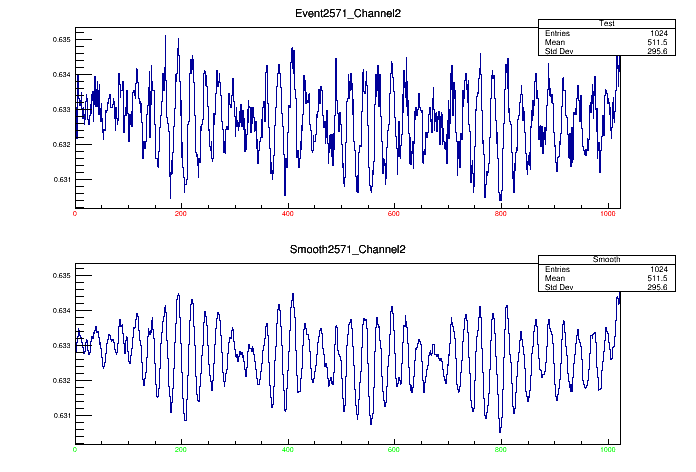 Event2571_Channel2
Test
Entries 1024
Mean 511.5
Std Dev 295.6
0.635
0.634
0.633
0.632
0.631
0 200 400 600 800 1000
Smooth2571_Channel2
Smooth
Entries 1024
Mean 511.5
Std Dev 295.6
0.635
0.634
0.633
0.632
0.631
0 200 400 600 800 1000